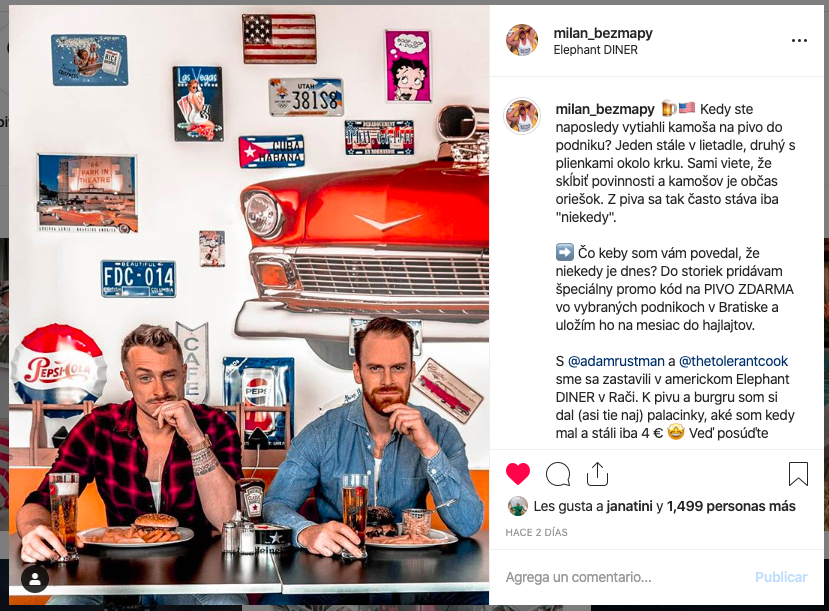 milan_bezmapy
Elephant DINER
milan_bezmapy 🍺🇺🇸 Kedy ste
naposledy vytiahli kamoša na pivo do
podniku? Jeden stále v lietadle, druhý s
plienkami okolo krku. Sami viete, že
skĺbiť povinnosti a kamošov je občas
oriešok. Z piva sa tak často stáva iba
"niekedy".
➡️ Čo keby som vám povedal, že
niekedy je dnes? Do storiek pridávam
špeciálny promo kód na PIVO ZDARMA
vo vybraných podnikoch v Bratiske a
uložím ho na mesiac do hajlajtov.
S @adamrustman a @thetolerantcook
sme sa zastavili v americkom Elephant
DINER v Rači. K pivu a burgru som si
dal (asi tie naj) palacinky, aké som kedy
mal a stáli iba 4 € 🤩 Veď posúďte
Les gusta a janatini y 1,499 personas más
HACE 2 DÍAS
Agrega un comentario...
Publicar
BOOP-OOP
A-DOOP
Las Vegas
UTAH
381S8
CUBA
HABANA
PARK IN
THEATRE
BEAUTIFUL
FDC-014
COLUMBIA
CAFE
PEPSI-COLA
PEPSI
Heinz